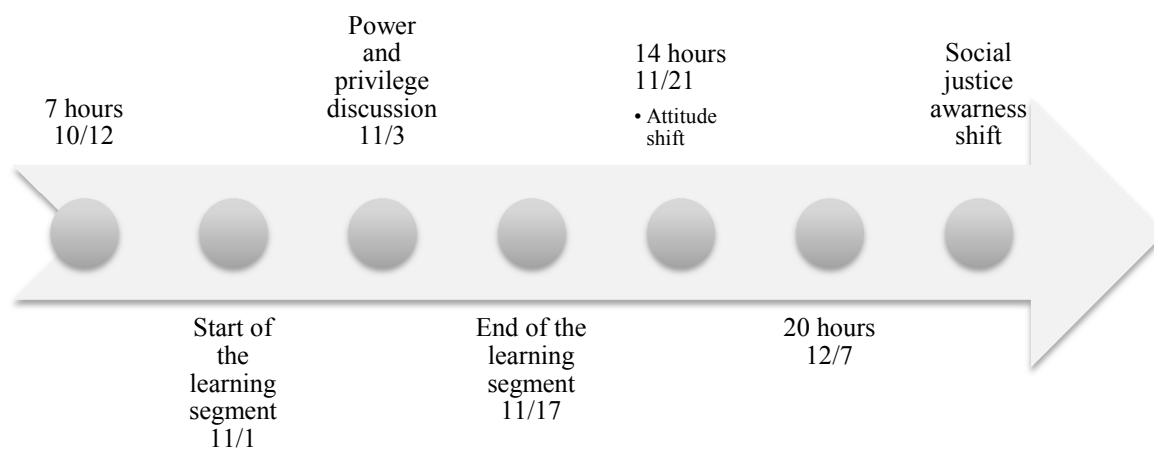 7 hours
10/12
Start of
the
learning
segment
11/1
Power
and
privilege
discussion
11/3
End of the
learning
segment
11/17
14 hours
11/21
• Attitude
shift
20 hours
12/7
Social
justice
awarness
shift